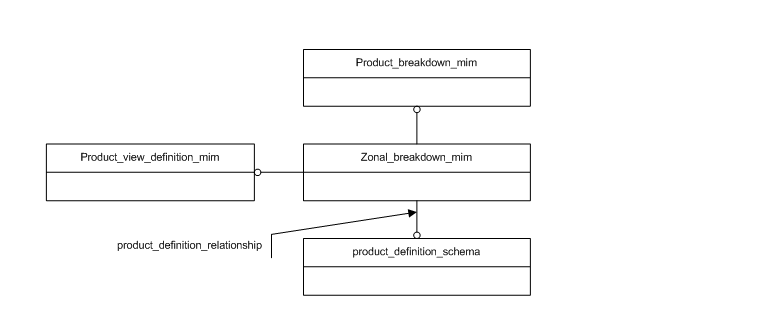 Product_breakdown_mim
Product_view_definition_mim
Zonal_breakdown_mim
product_definition_relationship
product_definition_schema